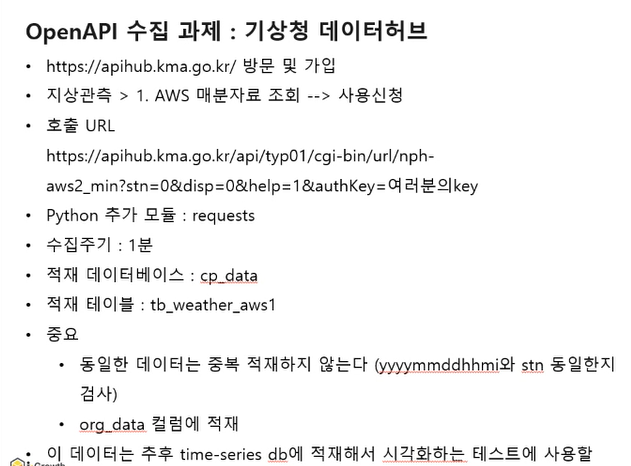 OpenAPI 수집 과제 : 기상청 데이터허브
• https://apihub.kma.go.kr/ 방문 및 가입
• 지상관측 > 1. AWS 매분자료 조회 --> 사용신청
• 호출 URL
https://apihub.kma.go.kr/api/typ01/cgi-bin/url/nph-
aws2_min?stn=0&disp=0&help=1&authKey=여러분의key
• Python 추가 모듈 : requests
• 수집주기 : 1분
• 적재 데이터베이스 : cp_data
• 적재 테이블 : tb_weather_aws1
• 중요
• 동일한 데이터는 중복 적재하지 않는다 (yyyymmddhhmi와 stn 동일한지
검사)
• org_data 컬럼에 적재
• 이 데이터는 추후 time-series db에 적재해서 시각화하는 테스트에 사용할